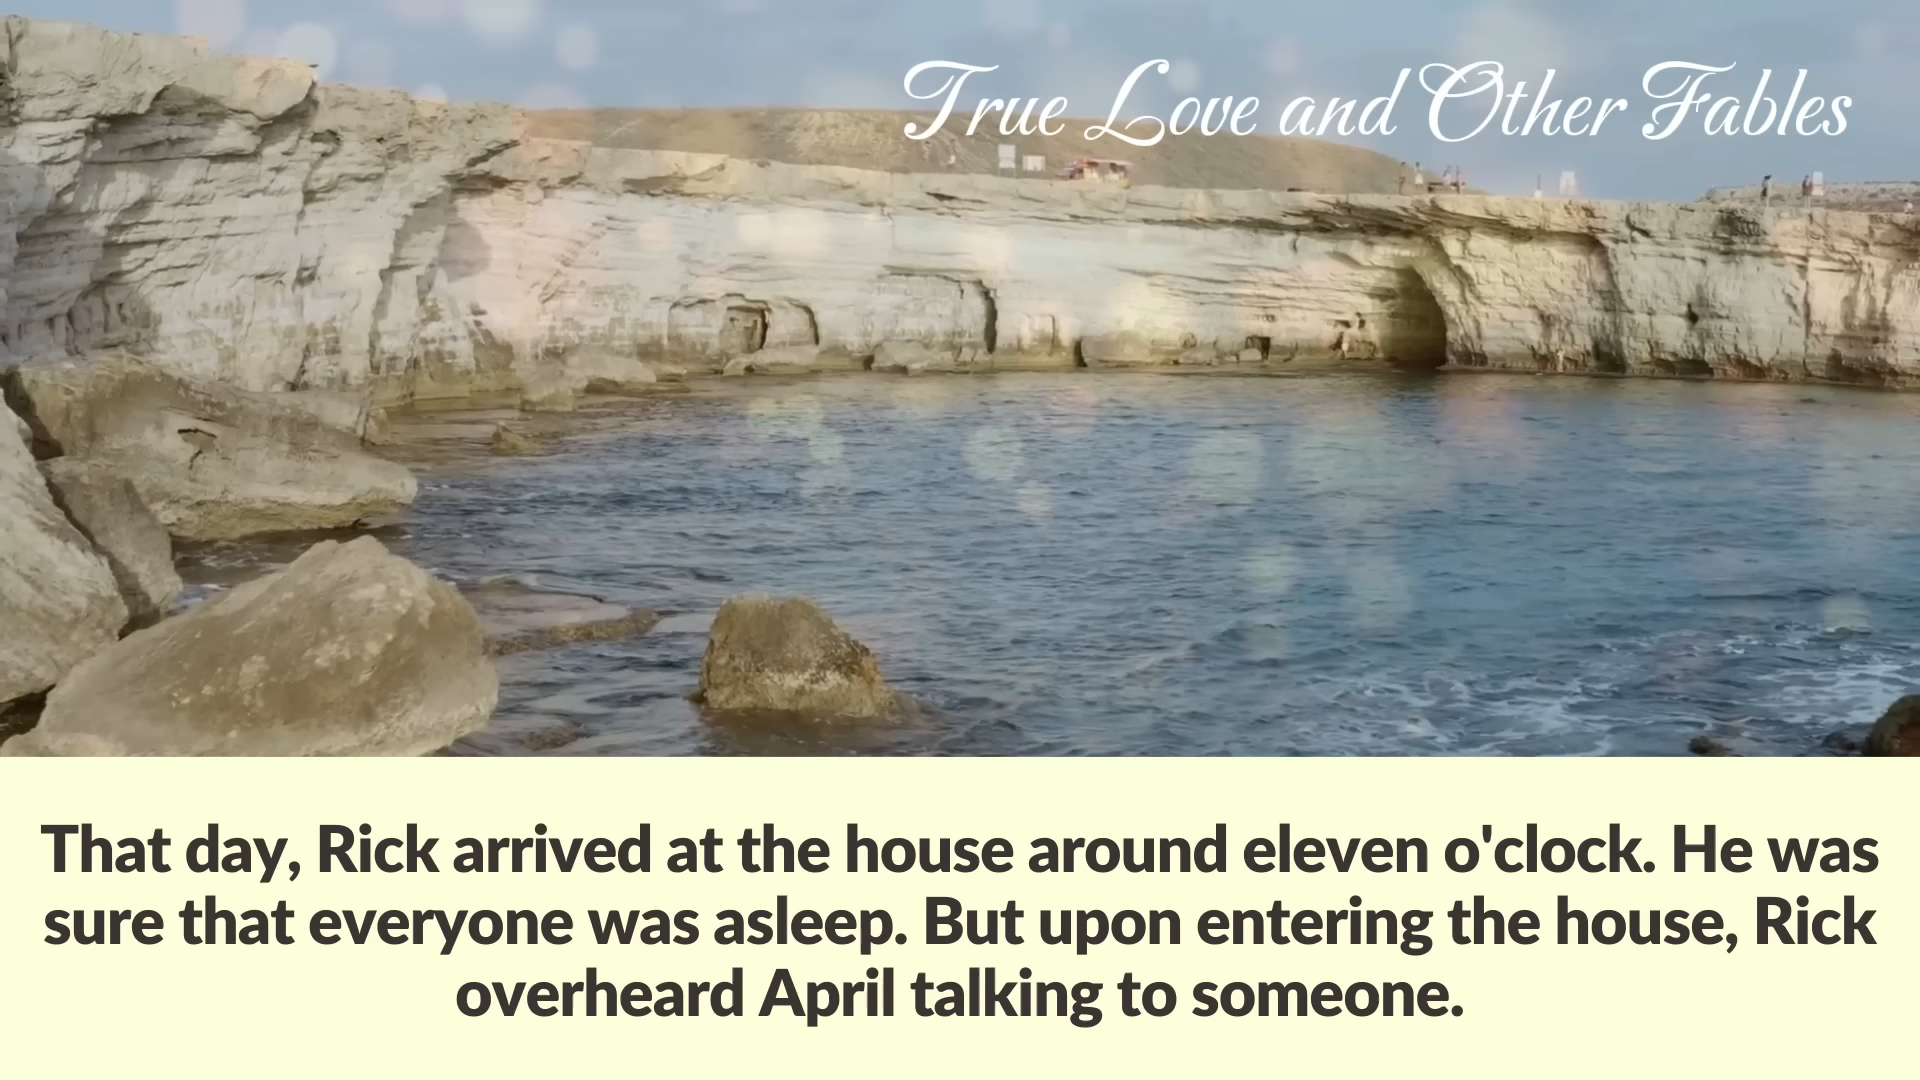 True Love and Other Fables
That day, Rick arrived at the house around eleven o'clock. He was
sure that everyone was asleep. But upon entering the house, Rick
overheard April talking to someone.